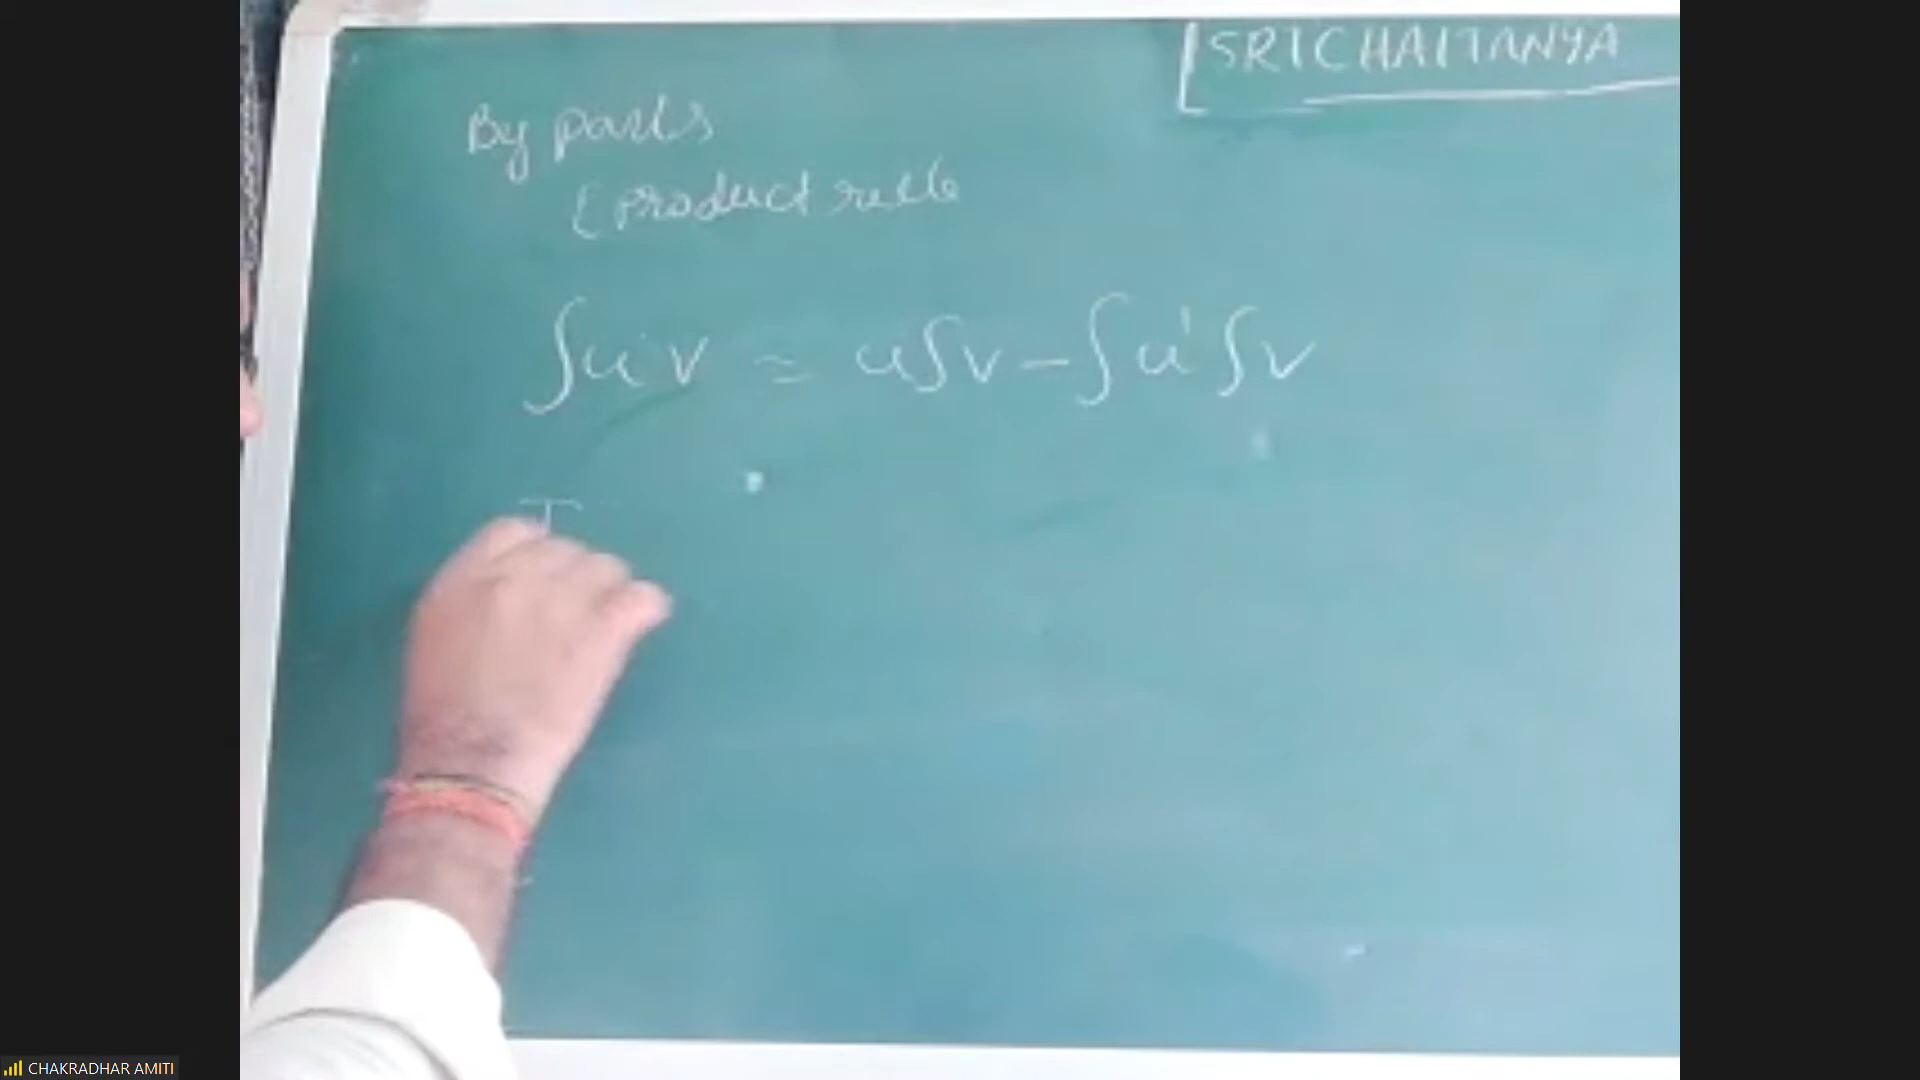 [SRICHAITANYA
By parts
(product rule
∫u v = u∫v - ∫u'∫v
I
CHAKRADHAR AMITI